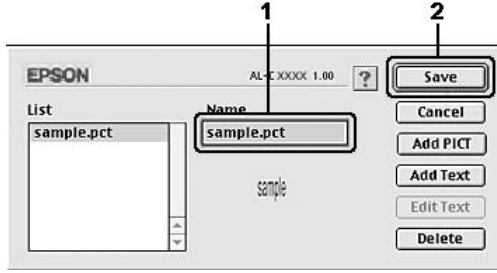 1 2
EPSON AL-C XXXX 1.00 ? Save
List Name Cancel
sample.pct sample.pct
Add PICT
sample Add Text
Edit Text
Delete